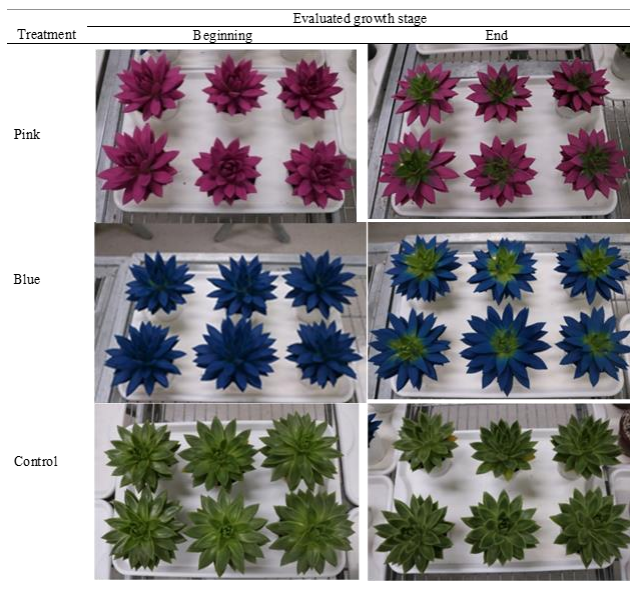 Evaluated growth stage
Treatment
Beginning
End
Pink
Blue
Control